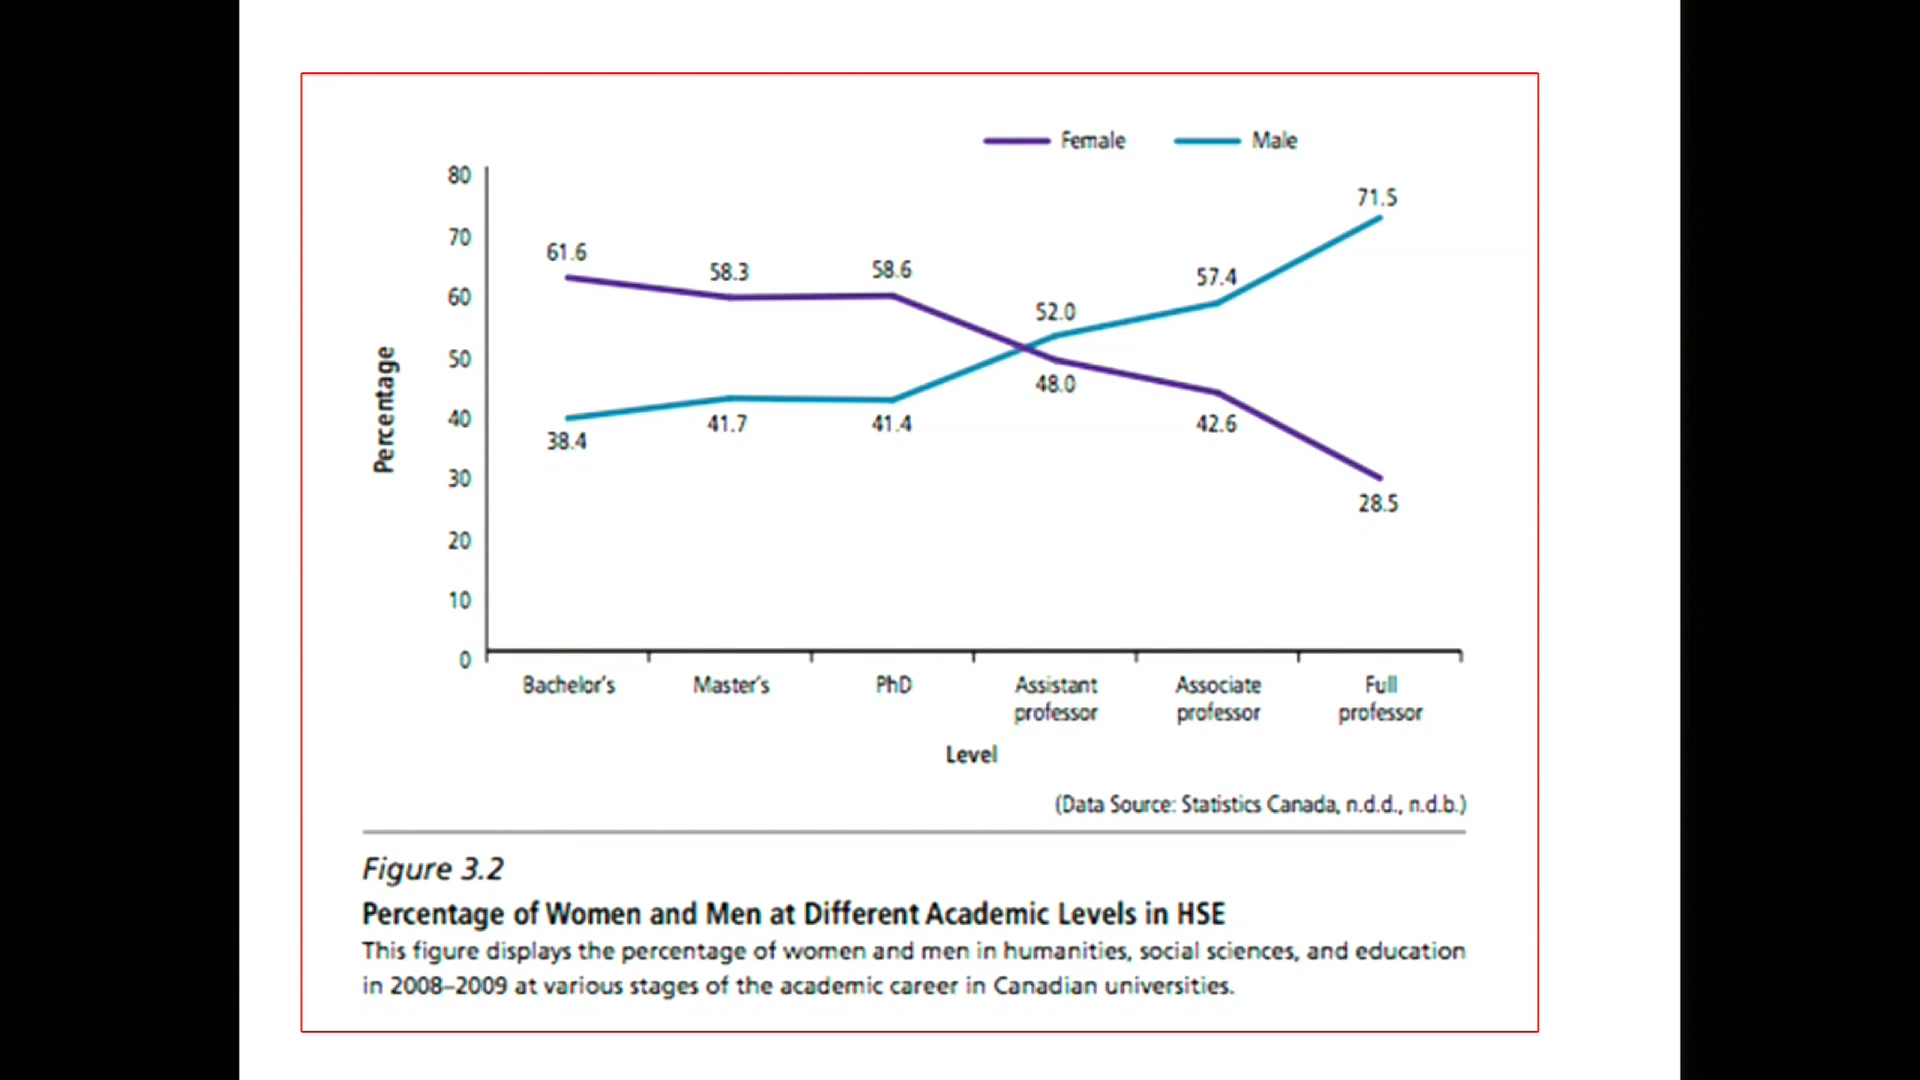 Female Male
80
71.5
70
61.6
58.3
58.6
57.4
60
52.0
50
48.0
40
38.4
41.7
41.4
42.6
30
28.5
20
10
0
Percentage
Bachelor's Master's PhD Assistant professor Associate professor Full professor
Level
(Data Source: Statistics Canada, n.d.d., n.d.b.)
Figure 3.2
Percentage of Women and Men at Different Academic Levels in HSE
This figure displays the percentage of women and men in humanities, social sciences, and education
in 2008–2009 at various stages of the academic career in Canadian universities.